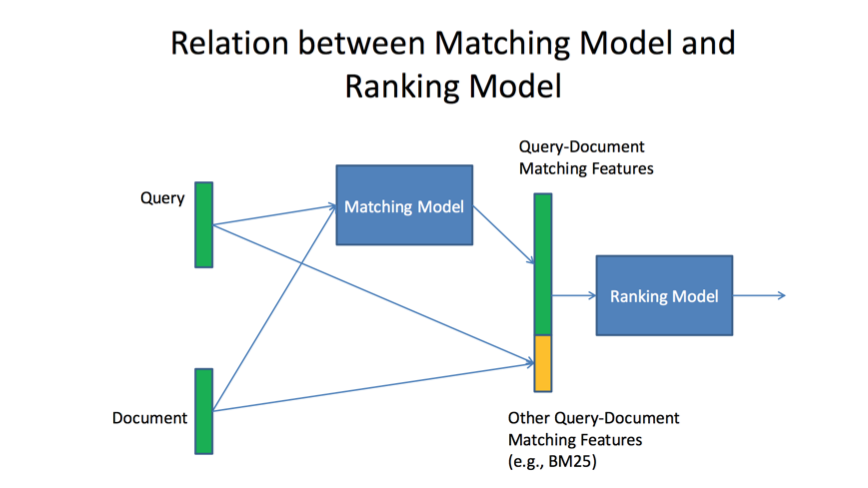 Relation between Matching Model and
Ranking Model
Query-Document
Matching Features
Query
Matching Model
Ranking Model
Document
Other Query-Document
Matching Features
(e.g., BM25)